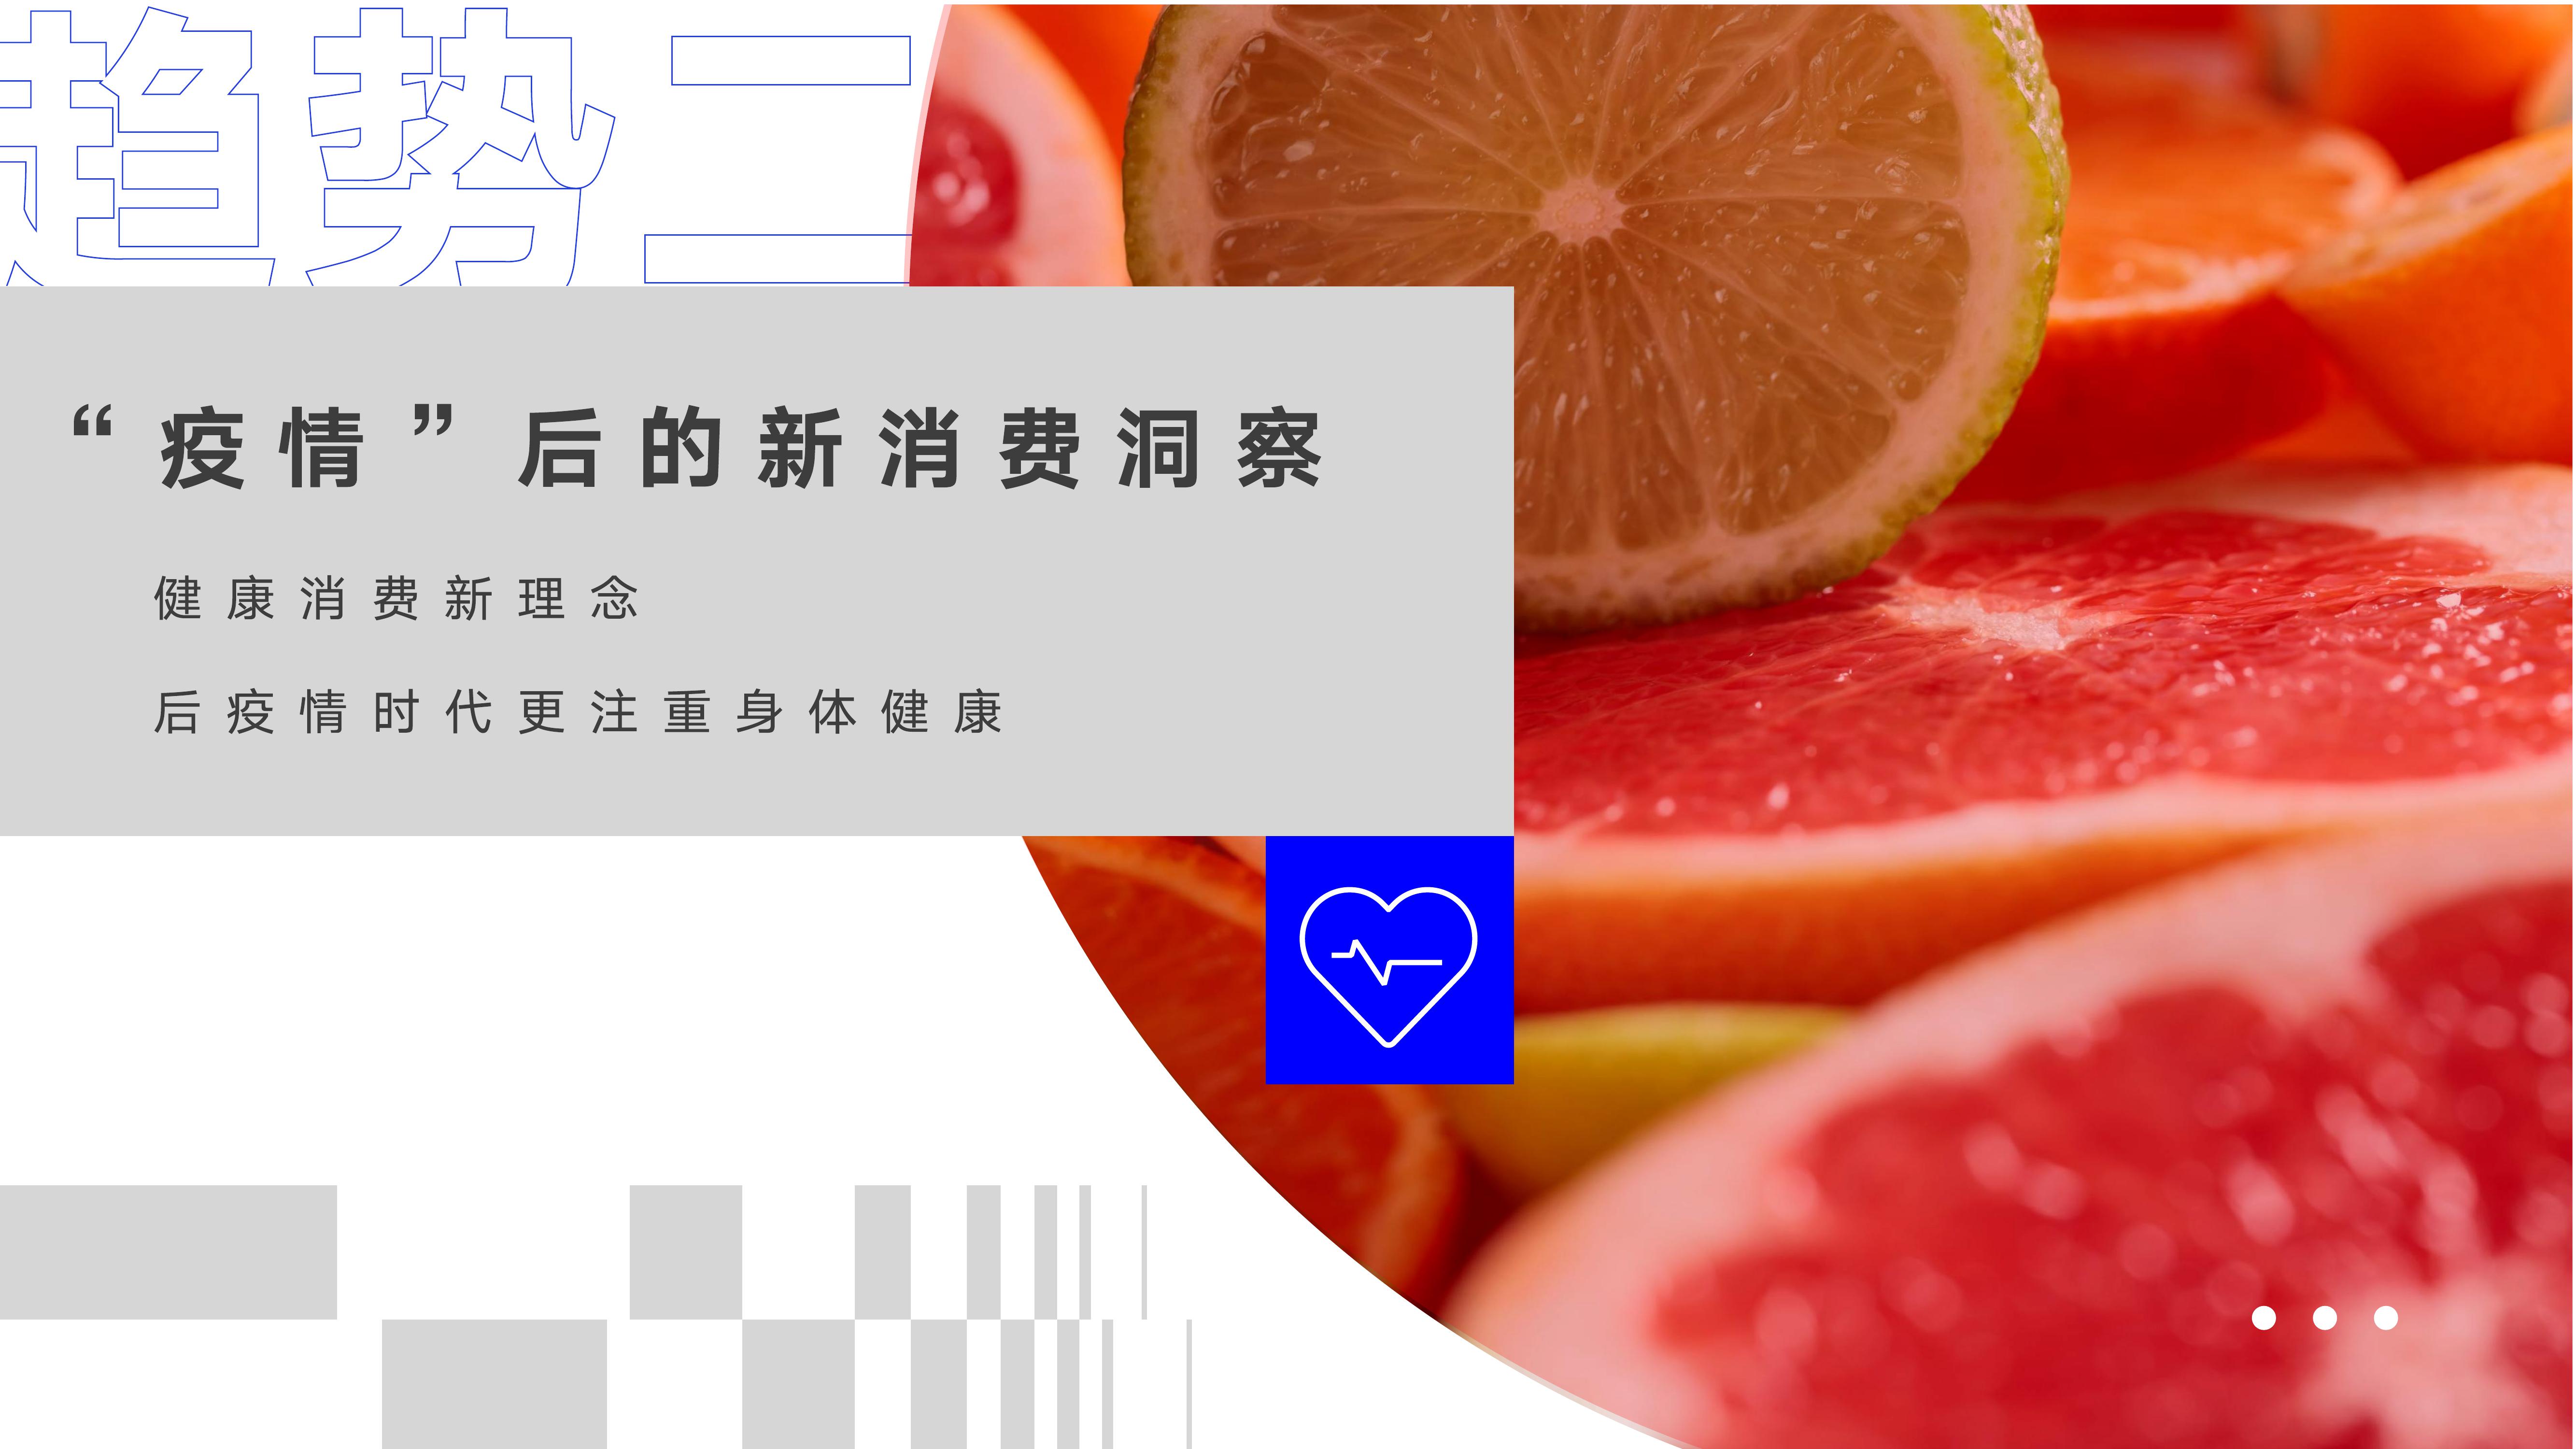 趋势二
“疫情”后的新消费洞察
健康消费新理念
后疫情时代更注重身体健康